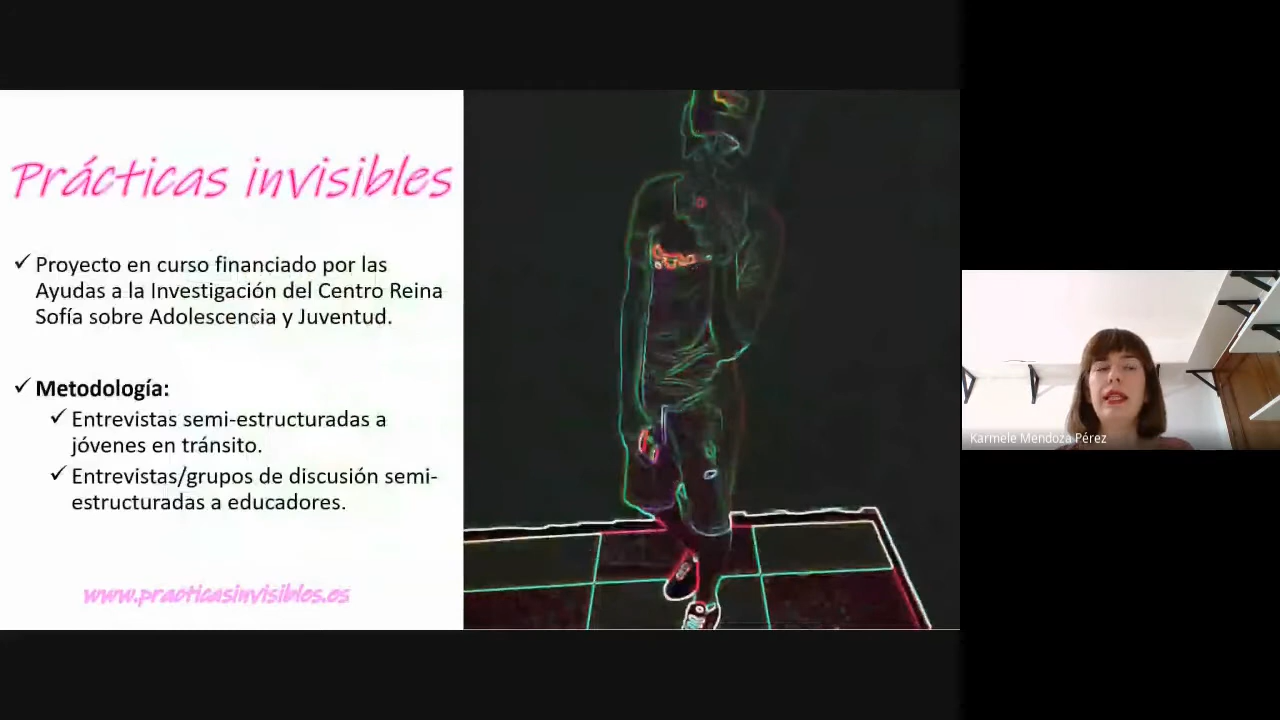 Prácticas invisibles
✓ Proyecto en curso financiado por las
Ayudas a la Investigación del Centro Reina
Sofía sobre Adolescencia y Juventud.
✓ Metodología:
✓ Entrevistas semi-estructuradas a
jóvenes en tránsito.
✓ Entrevistas/grupos de discusión semi-
estructuradas a educadores.
www.practicasinvisibles.es
Karmele Mendoza Pérez